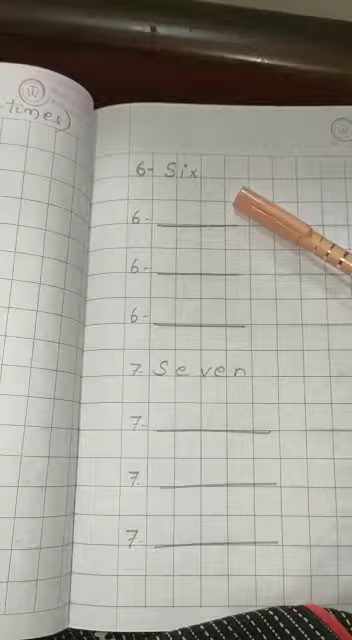 times)
6- Six
6-
6-
6-
7- Seven
7-
7-
7-